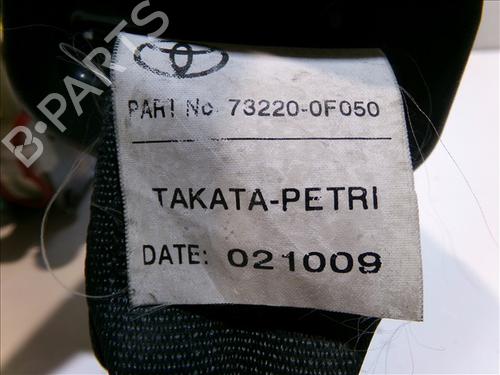 PART No. 73220-0F050
TAKATA-PETRI
DATE: 021009
B-PARTS